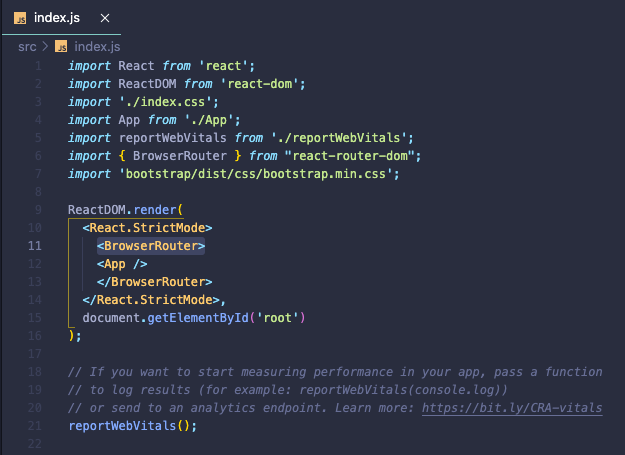 JS index.js ×
src > JS index.js
1 import React from 'react';
2 import ReactDOM from 'react-dom';
3 import './index.css';
4 import App from './App';
5 import reportWebVitals from './reportWebVitals';
6 import { BrowserRouter } from "react-router-dom";
7 import 'bootstrap/dist/css/bootstrap.min.css';
8
9 ReactDOM.render(
10   <React.StrictMode>
11     <BrowserRouter>
12     <App />
13     </BrowserRouter>
14   </React.StrictMode>,
15   document.getElementById('root')
16 );
17
18 // If you want to start measuring performance in your app, pass a function
19 // to log results (for example: reportWebVitals(console.log))
20 // or send to an analytics endpoint. Learn more: https://bit.ly/CRA-vitals
21 reportWebVitals();
22